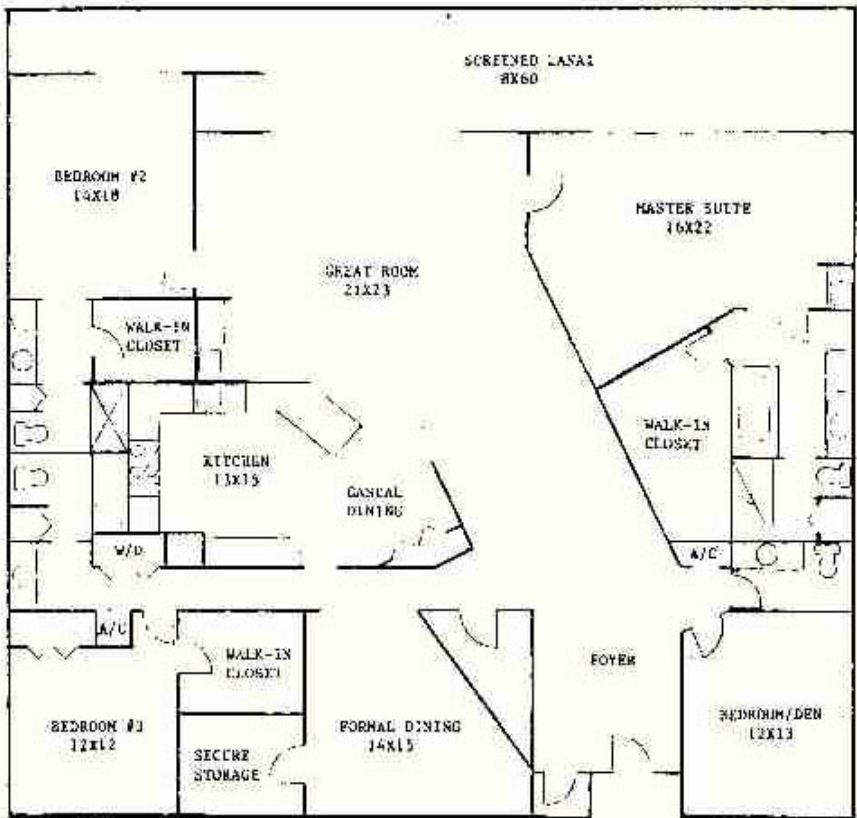 SCREENED LANAI
8X60
BEDROOM #2
14X18
MASTER SUITE
16X22
GREAT ROOM
21X23
WALK-IN
CLOSET
WALK-IN
CLOSET
KITCHEN
13X15
CASUAL
DINING
W/D
A/C
A/C
WALK-IN
CLOSET
FOYER
BEDROOM #3
12X12
FORMAL DINING
14X15
BEDROOM/DEN
12X13
SECURE
STORAGE